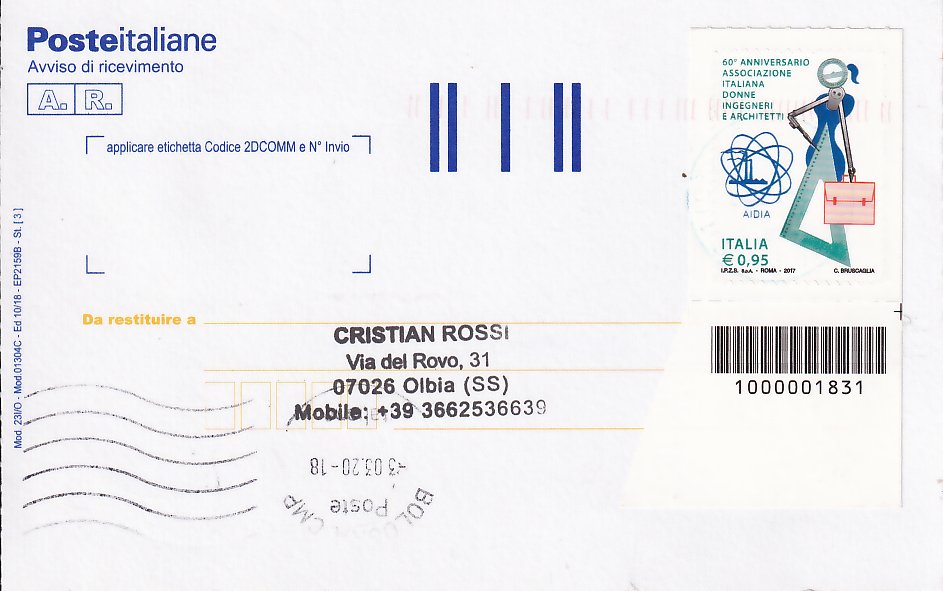 Posteitaliane
Avviso di ricevimento
A. R.
applicare etichetta Codice 2DCOMM e N° Invio
60° ANNIVERSARIO
ASSOCIAZIONE
ITALIANA
DONNE
INGEGNERI
E ARCHITETTI
AIDIA
ITALIA
€ 0,95
I.P.Z.S. S.p.A. - ROMA - 2017
C. BRUSCAGLIA
Mod 23I/O - Mod.01304C - Ed 10/18 - EP2159B - St. [3]
Da restituire a
CRISTIAN ROSSI
Via del Rovo, 31
07026 Olbia (SS)
Mobile: +39 3662536639
1000001831
-3.03.20-18
Poste
CMP